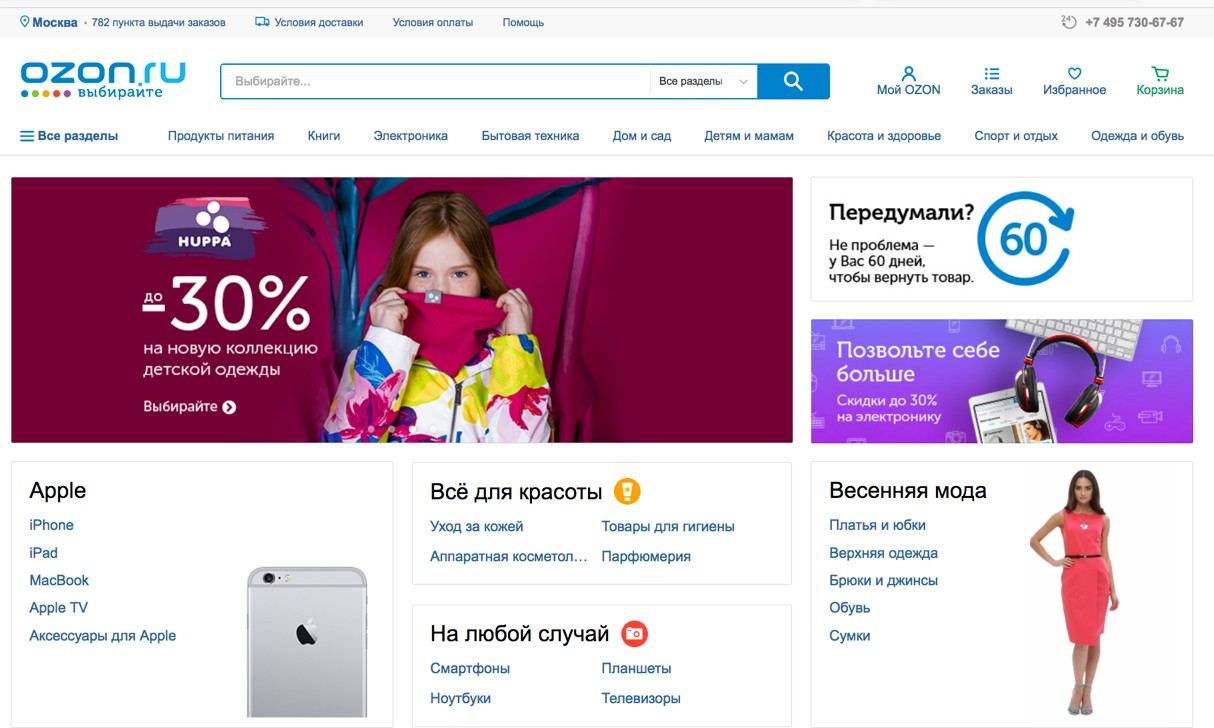 Москва · 782 пункта выдачи заказов Условия доставки Условия оплаты Помощь 24 +7 495 730-67-67
ozon.ru
выбирайте
Выбирайте... Все разделы
Мой OZON Заказы Избранное Корзина
Все разделы Продукты питания Книги Электроника Бытовая техника Дом и сад Детям и мамам Красота и здоровье Спорт и отдых Одежда и обувь
HUPPA
до
-30%
на новую коллекцию
детской одежды
Выбирайте
Передумали?
Не проблема —
у Вас 60 дней,
чтобы вернуть товар.
60
Позвольте себе
больше
Скидки до 30%
на электронику
Apple
iPhone
iPad
MacBook
Apple TV
Аксессуары для Apple
Всё для красоты
Уход за кожей Товары для гигиены
Аппаратная косметол... Парфюмерия
На любой случай
Смартфоны Планшеты
Ноутбуки Телевизоры
Весенняя мода
Платья и юбки
Верхняя одежда
Брюки и джинсы
Обувь
Сумки